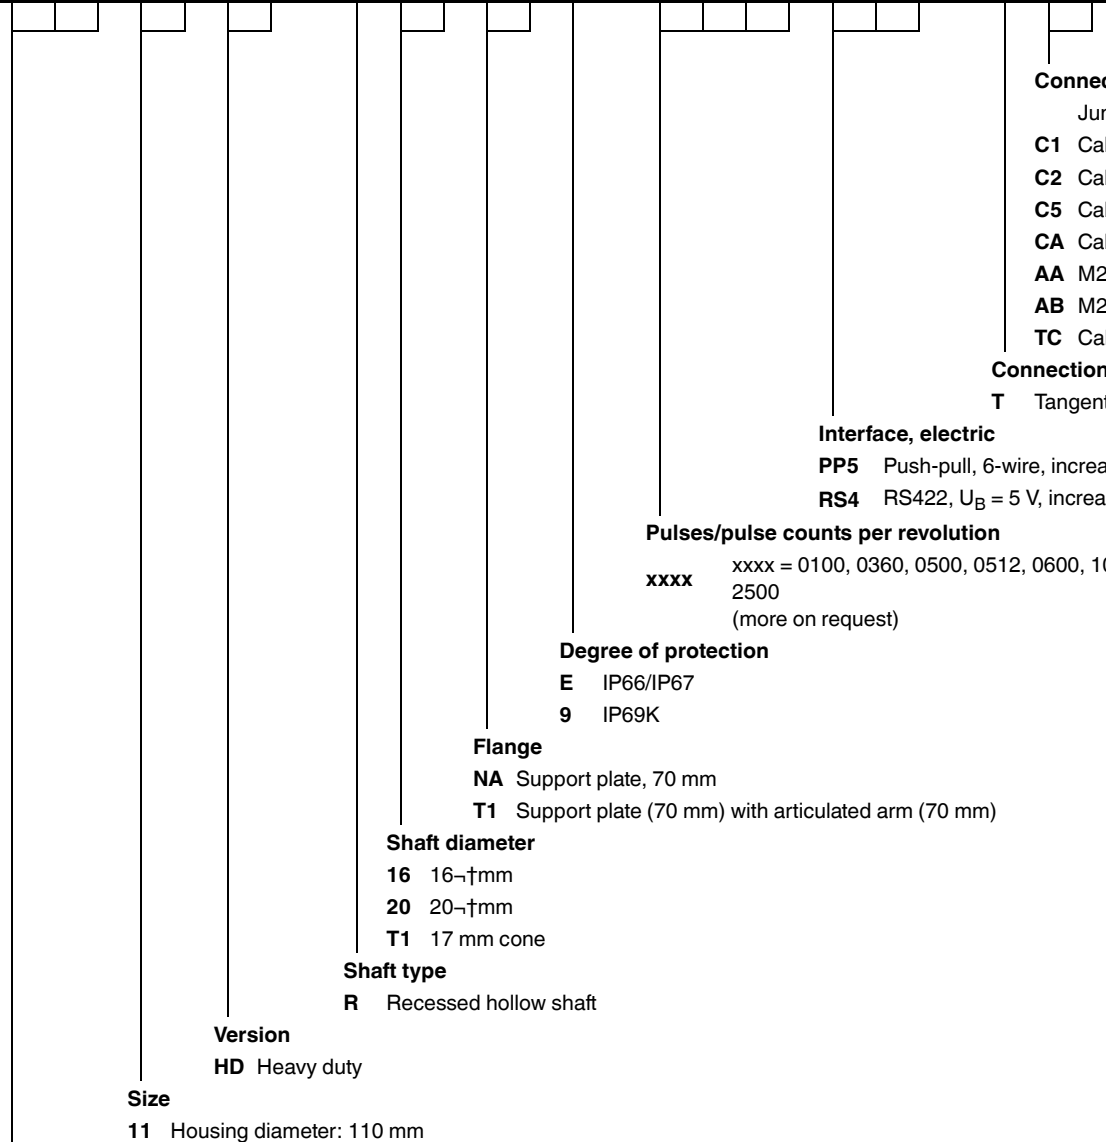 Connec
Jun
C1 Cal
C2 Cal
C5 Cal
CA Cal
AA M2
AB M2
TC Cal
Connection
T Tangent
Interface, electric
PP5 Push-pull, 6-wire, increa
RS4 RS422, UB = 5 V, increa
Pulses/pulse counts per revolution
xxxx xxxx = 0100, 0360, 0500, 0512, 0600, 10
2500
(more on request)
Degree of protection
E IP66/IP67
9 IP69K
Flange
NA Support plate, 70 mm
T1 Support plate (70 mm) with articulated arm (70 mm)
Shaft diameter
16 16¬†mm
20 20¬†mm
T1 17 mm cone
Shaft type
R Recessed hollow shaft
Version
HD Heavy duty
Size
11 Housing diameter: 110 mm